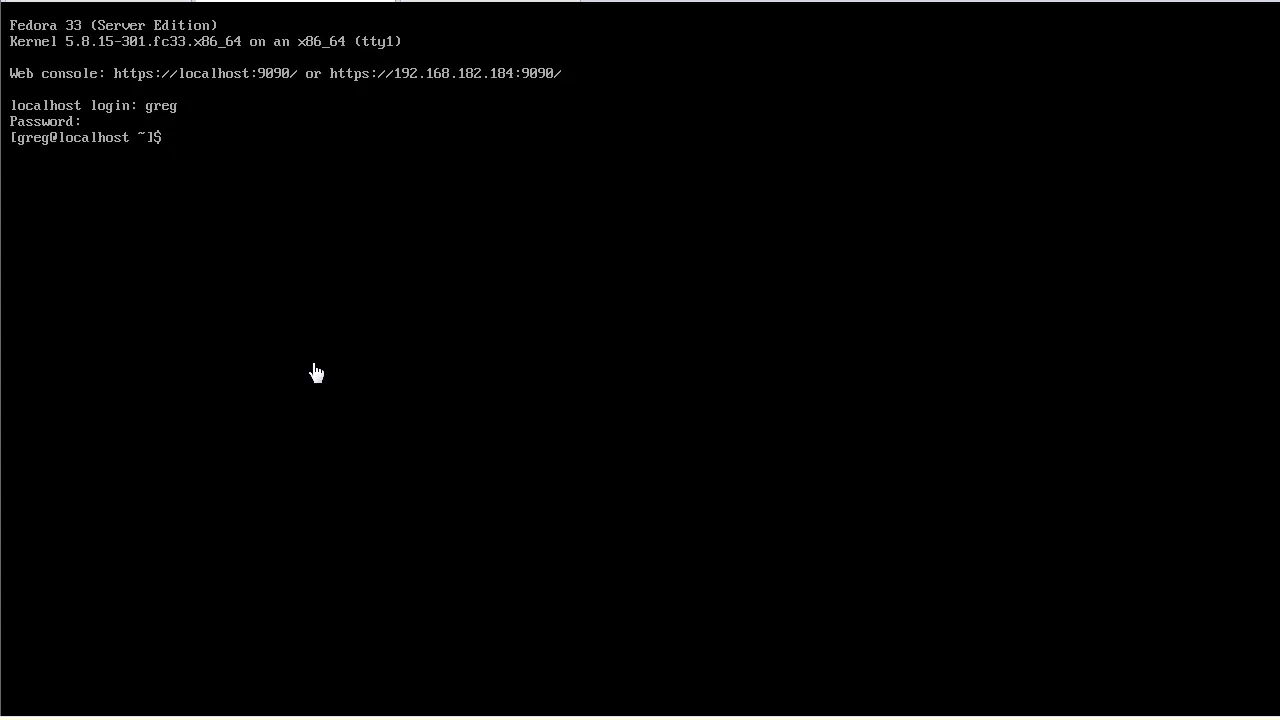 Fedora 33 (Server Edition)
Kernel 5.8.15-301.fc33.x86_64 on an x86_64 (tty1)
Web console: https://localhost:9090/ or https://192.168.182.184:9090/
localhost login: greg
Password:
[greg@localhost ~]$